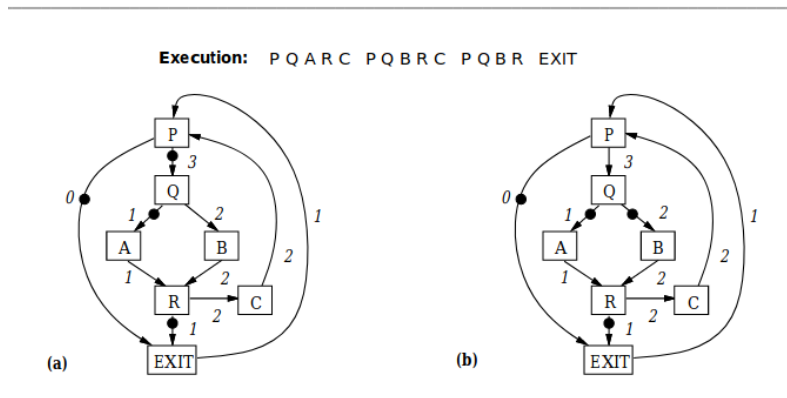 Execution: P Q A R C P Q B R C P Q B R EXIT
P P
3 3
0 Q 0 Q
1 2 1 2
1 1
A B A B
1 2 2 1 2 2
R C R C
2 2
1 1
(a) EXIT (b) EXIT